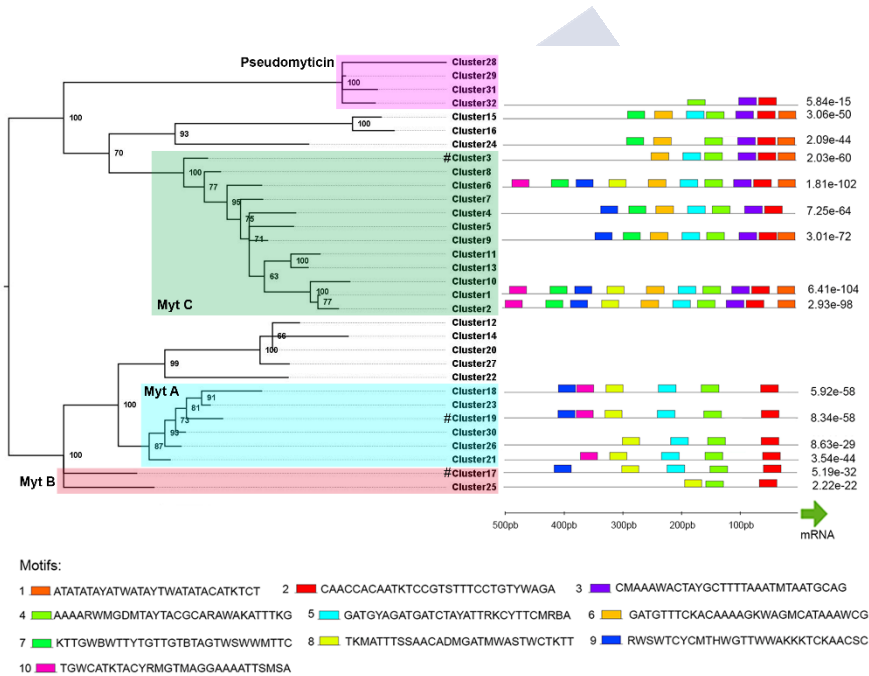 Pseudomyticin
Cluster28
Cluster29
100
Cluster31
Cluster32
5.84e-15
100
Cluster15
3.06e-50
100
Cluster16
93
Cluster24
2.09e-44
70
#Cluster3
2.03e-60
100
Cluster8
77
Cluster6
1.81e-102
95
Cluster7
Cluster4
7.25e-64
75
Cluster5
71
Cluster9
3.01e-72
Cluster11
100
63
Cluster13
Cluster10
100
Cluster1
6.41e-104
77
Myt C
Cluster2
2.93e-98
Cluster12
66
Cluster14
100
Cluster20
99
Cluster27
Cluster22
Myt A
Cluster18
5.92e-58
91
100
81
Cluster23
73
#Cluster19
8.34e-58
93
Cluster30
87
Cluster26
8.63e-29
100
Cluster21
3.54e-44
#Cluster17
5.19e-32
Myt B
Cluster25
2.22e-22
500pb 400pb 300pb 200pb 100pb
mRNA
Motifs:
1 ATATATAYATWATAYTWATATACATKTCT 2 CAACCACAATKTCCGTSTTTCCTGTYWAGA 3 CMAAAWACTAYGCTTTTAAATMTAATGCAG
4 AAAARWMGDMTAYTACGCARAWAKATTTKG 5 GATGYAGATGATCTAYATTRKCYTTCMRBA 6 GATGTTTCKACAAAAGKWAGMCATAAAWCG
7 KTTGWBWTTYTGTTGTBTAGTWSWWMTTC 8 TKMATTTSSAACADMGATMWASTWCTKTT 9 RWSWTCYCMTHWGTTWWAKKKTCKAACSC
10 TGWCATKTACYRMGTMAGGAAAATTSMSA